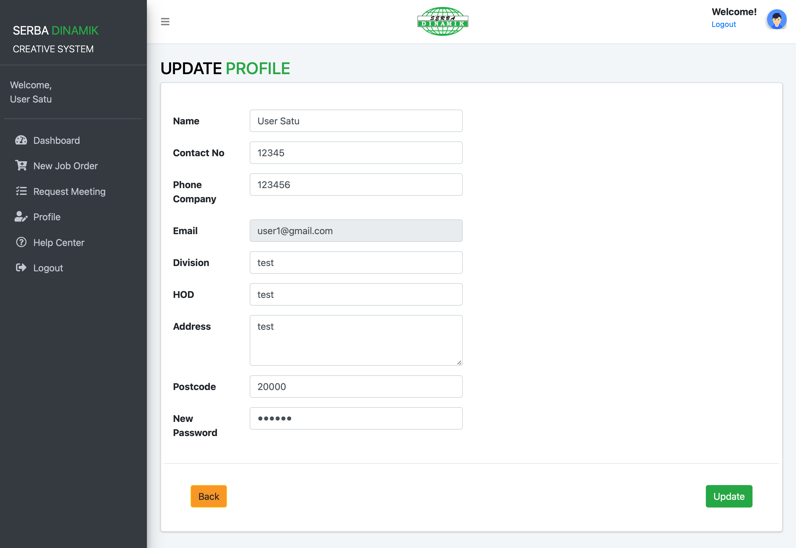 SERBA DINAMIK
CREATIVE SYSTEM
Welcome,
User Satu
Dashboard
New Job Order
Request Meeting
Profile
Help Center
Logout
SERBA
DINAMIK
Welcome!
Logout
UPDATE PROFILE
Name
User Satu
Contact No
12345
Phone
Company
123456
Email
user1@gmail.com
Division
test
HOD
test
Address
test
Postcode
20000
New
Password
••••••
Back
Update